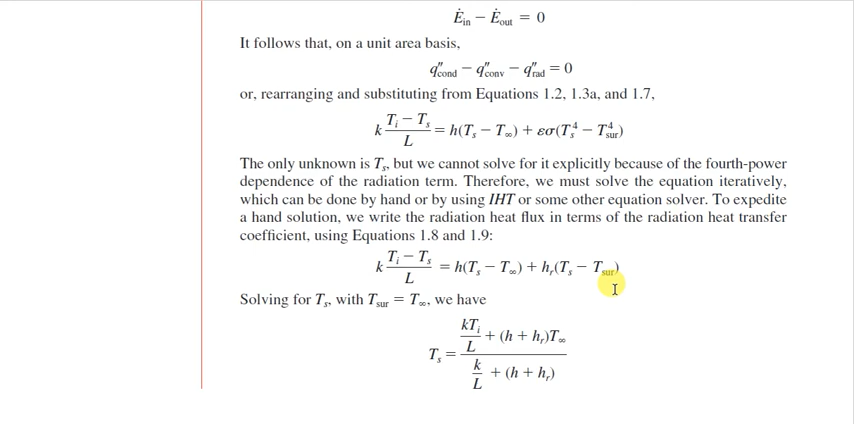 Ė_in − Ė_out = 0
It follows that, on a unit area basis,
q″_cond − q″_conv − q″_rad = 0
or, rearranging and substituting from Equations 1.2, 1.3a, and 1.7,
k (T_i − T_s)/L = h(T_s − T_∞) + εσ(T_s^4 − T_sur^4)
The only unknown is T_s, but we cannot solve for it explicitly because of the fourth-power
dependence of the radiation term. Therefore, we must solve the equation iteratively,
which can be done by hand or by using IHT or some other equation solver. To expedite
a hand solution, we write the radiation heat flux in terms of the radiation heat transfer
coefficient, using Equations 1.8 and 1.9:
k (T_i − T_s)/L = h(T_s − T_∞) + h_r(T_s − T_sur)
Solving for T_s, with T_sur = T_∞, we have
T_s = (kT_i/L + (h + h_r)T_∞)/(k/L + (h + h_r))